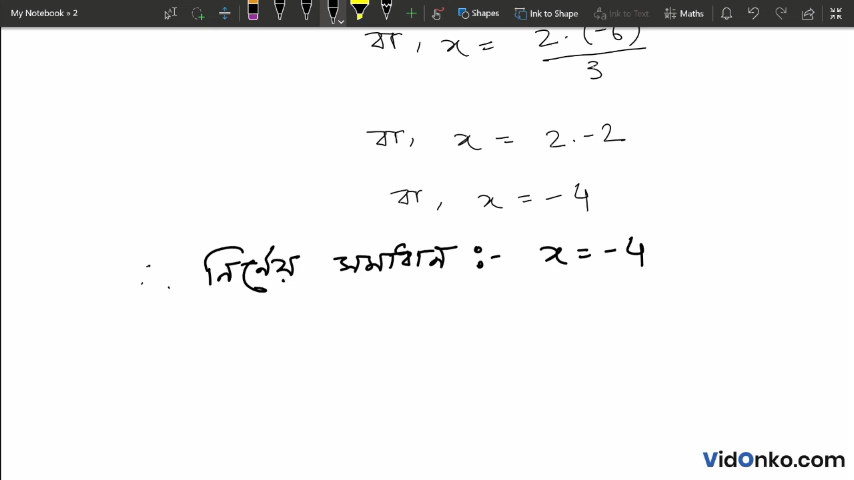 My Notebook » 2
Shapes Ink to Shape Ink to Text Maths
বা, x = 2·(-6)/3
বা, x = 2·-2
বা, x = -4
∴ নির্ণেয় সমাধান :- x = -4
VidOnko.com